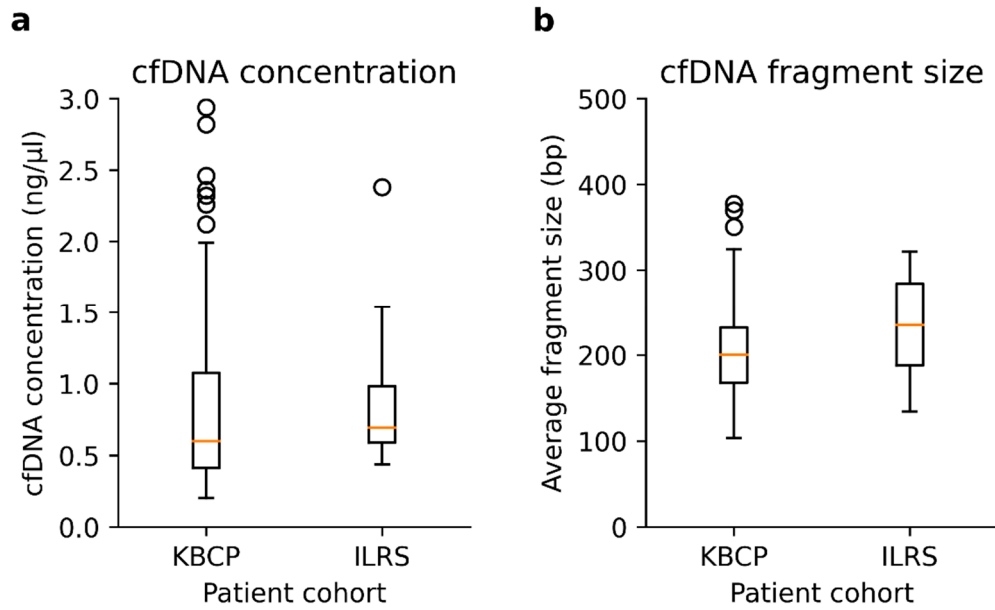 a
cfDNA concentration
cfDNA concentration (ng/µl)
3.0
2.5
2.0
1.5
1.0
0.5
0.0
KBCP ILRS
Patient cohort
b
cfDNA fragment size
Average fragment size (bp)
500
400
300
200
100
0
KBCP ILRS
Patient cohort